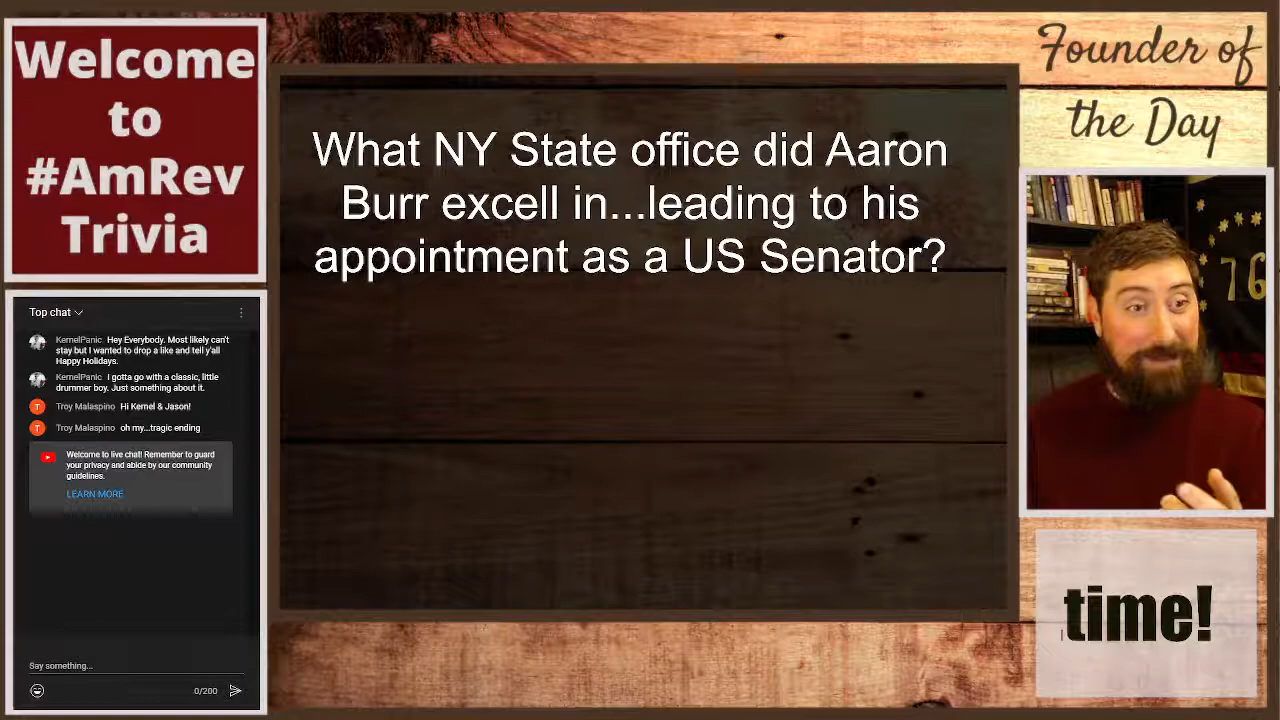 Welcome
to
#AmRev
Trivia
What NY State office did Aaron
Burr excell in...leading to his
appointment as a US Senator?
Founder of
the Day
76
Top chat
KernelPanic Hey Everybody. Most likely can't
stay but I wanted to drop a like and tell y'all
Happy Holidays.
KernelPanic I gotta go with a classic, little
drummer boy. Just something about it.
T Troy Malaspino Hi Kernel & Jason!
T Troy Malaspino oh my...tragic ending
Welcome to live chat! Remember to guard
your privacy and abide by our community
guidelines.
LEARN MORE
Say something...
0/200
time!